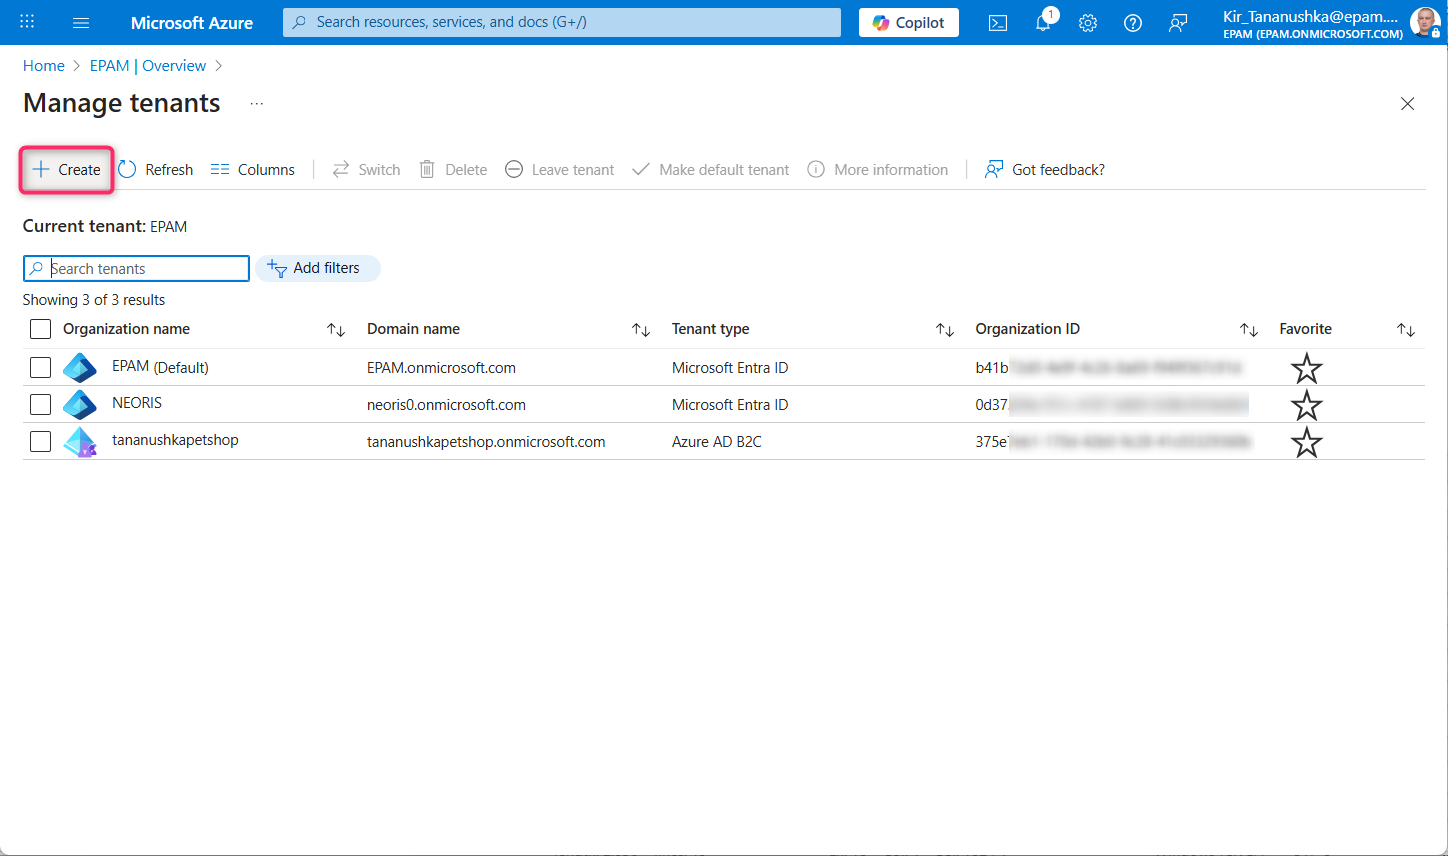 Microsoft Azure
Search resources, services, and docs (G+/)
Copilot
1
Kir_Tananushka@epam....
EPAM (EPAM.ONMICROSOFT.COM)
Home > EPAM | Overview >
Manage tenants ...
+ Create
Refresh
Columns
Switch
Delete
Leave tenant
Make default tenant
More information
Got feedback?
Current tenant: EPAM
Search tenants
Add filters
Showing 3 of 3 results
Organization name Domain name Tenant type Organization ID Favorite
EPAM (Default) EPAM.onmicrosoft.com Microsoft Entra ID b41b
NEORIS neoris0.onmicrosoft.com Microsoft Entra ID 0d37
tananushkapetshop tananushkapetshop.onmicrosoft.com Azure AD B2C 375e